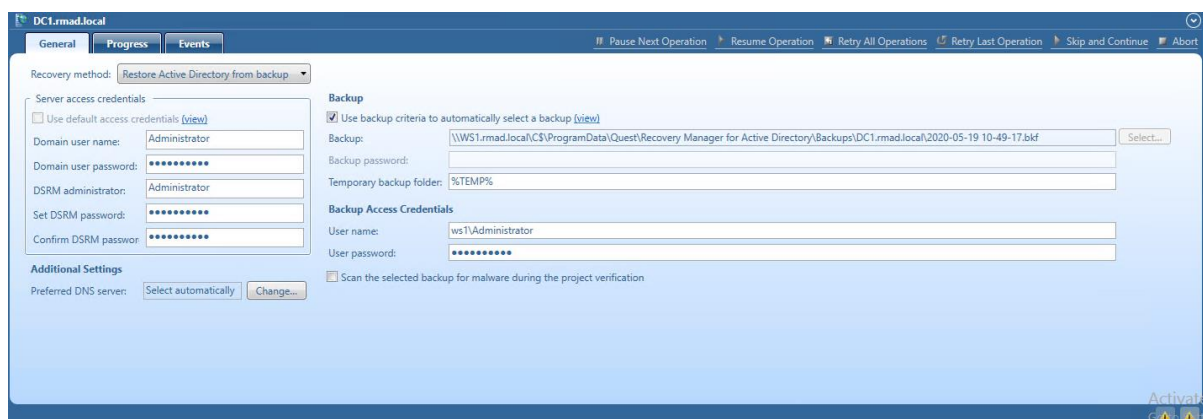 DC1.rmad.local
General Progress Events Pause Next Operation Resume Operation Retry All Operations Retry Last Operation Skip and Continue Abort
Recovery method: Restore Active Directory from backup
Server access credentials
Use default access credentials (view)
Domain user name: Administrator
Domain user password: ●●●●●●●●●●
DSRM administrator: Administrator
Set DSRM password: ●●●●●●●●●●
Confirm DSRM passwor ●●●●●●●●●●
Additional Settings
Preferred DNS server: Select automatically Change...
Backup
Use backup criteria to automatically select a backup (view)
Backup: \\WS1.rmad.local\C$\ProgramData\Quest\Recovery Manager for Active Directory\Backups\DC1.rmad.local\2020-05-19 10-49-17.bkf Select...
Backup password:
Temporary backup folder: %TEMP%
Backup Access Credentials
User name: ws1\Administrator
User password: ●●●●●●●●●●
Scan the selected backup for malware during the project verification